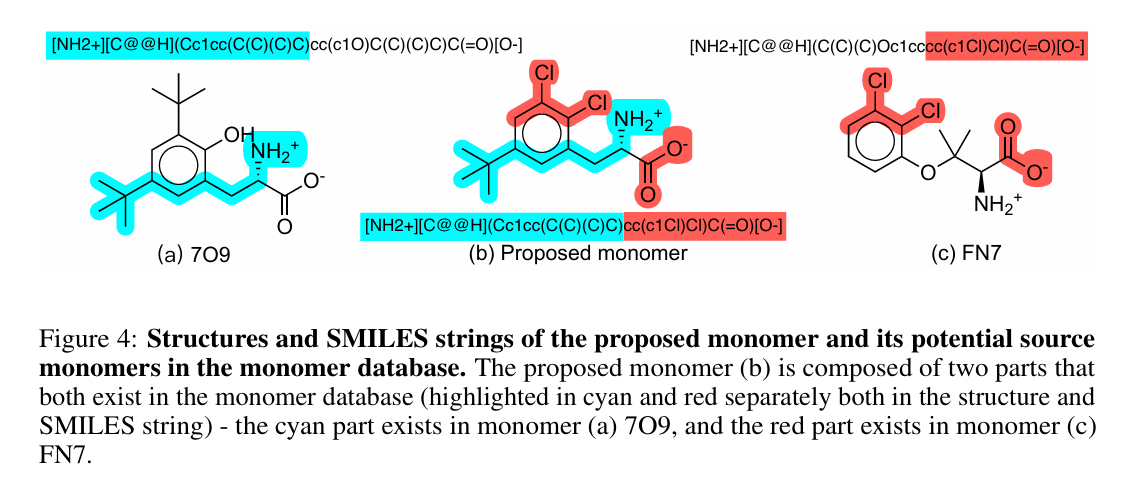 [NH2+][C@@H](Cc1cc(C(C)(C)C)cc(c1O)C(C)(C)C)C(=O)[O-]
[NH2+][C@@H](C(C)(C)Oc1cccc(c1Cl)Cl)C(=O)[O-]
OH
NH2+
O-
O
(a) 7O9
Cl
Cl
NH2+
O-
O
[NH2+][C@@H](Cc1cc(C(C)(C)C)cc(c1Cl)Cl)C(=O)[O-]
(b) Proposed monomer
Cl
Cl
O
O-
O
NH2+
(c) FN7
Figure 4: Structures and SMILES strings of the proposed monomer and its potential source
monomers in the monomer database. The proposed monomer (b) is composed of two parts that
both exist in the monomer database (highlighted in cyan and red separately both in the structure and
SMILES string) - the cyan part exists in monomer (a) 7O9, and the red part exists in monomer (c)
FN7.